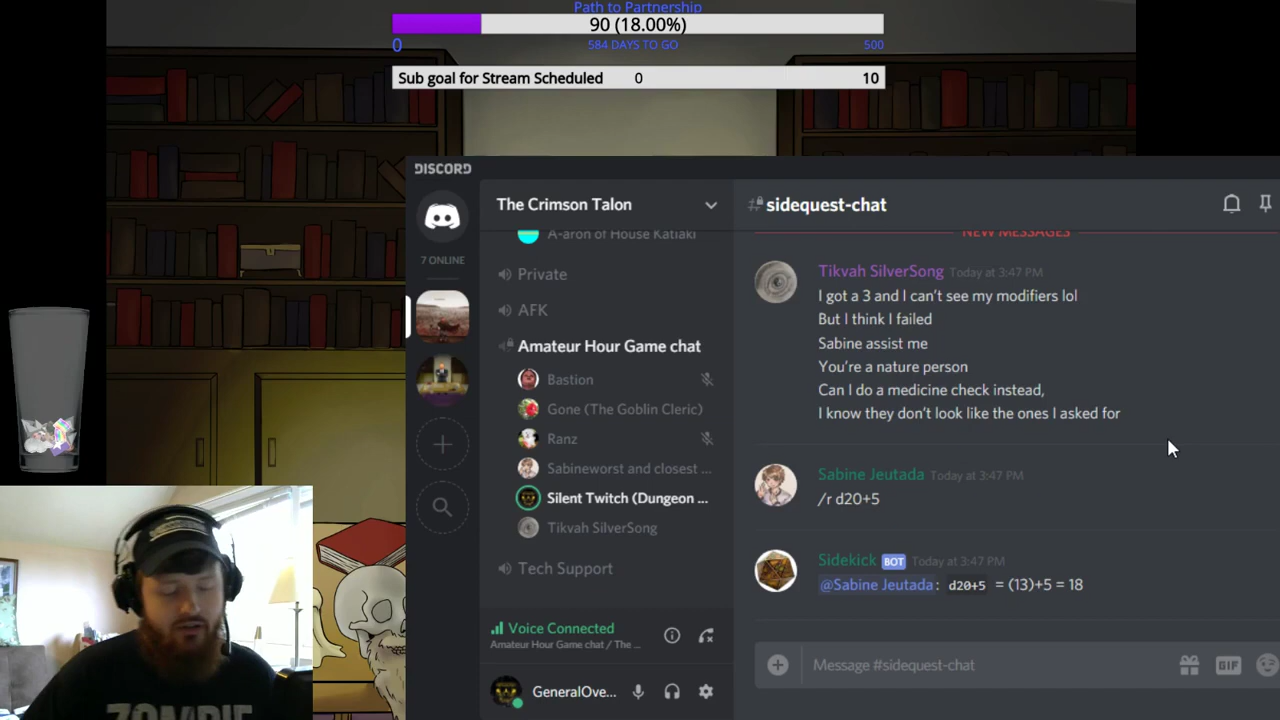 Path to Partnership
90 (18.00%)
0
584 DAYS TO GO
500
Sub goal for Stream Scheduled 0 10
DISCORD
7 ONLINE
The Crimson Talon
A-aron of House Katiaki
Private
AFK
Amateur Hour Game chat
Bastion
Gone (The Goblin Cleric)
Ranz
Sabineworst and closest ...
Silent Twitch (Dungeon ...
Tikvah SilverSong
Tech Support
Voice Connected
Amateur Hour Game chat / The ...
GeneralOve...
# sidequest-chat
NEW MESSAGES
Tikvah SilverSong Today at 3:47 PM
I got a 3 and I can't see my modifiers lol
But I think I failed
Sabine assist me
You're a nature person
Can I do a medicine check instead,
I know they don't look like the ones I asked for
Sabine Jeutada Today at 3:47 PM
/r d20+5
Sidekick BOT Today at 3:47 PM
@Sabine Jeutada: d20+5 = (13)+5 = 18
Message #sidequest-chat
GIF
ZOMBIE